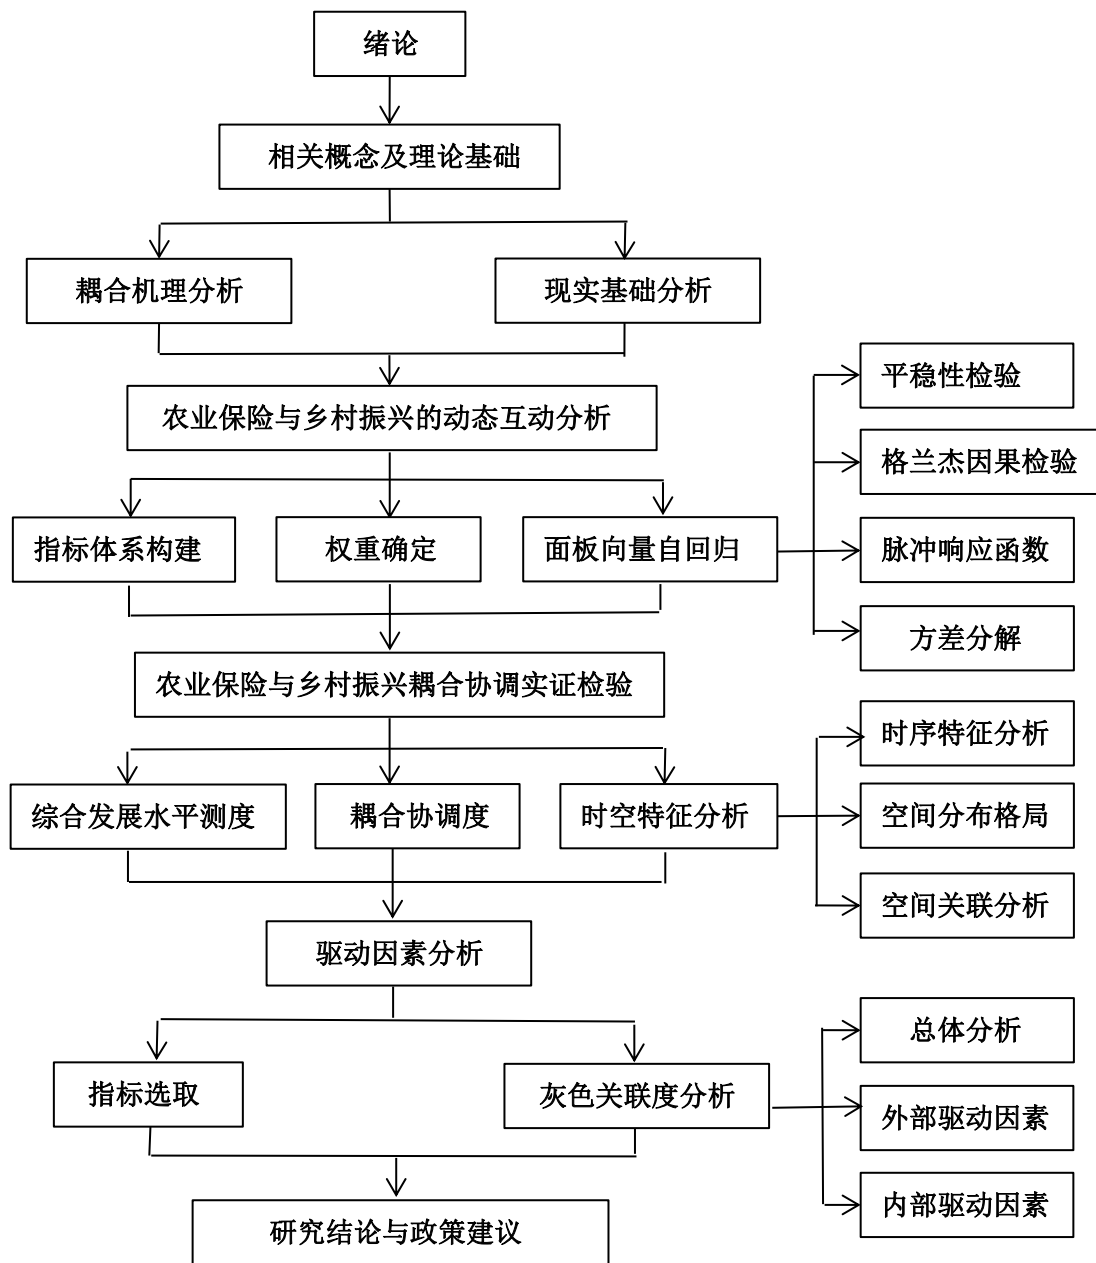 绪论
相关概念及理论基础
耦合机理分析
现实基础分析
农业保险与乡村振兴的动态互动分析
指标体系构建
权重确定
面板向量自回归
平稳性检验
格兰杰因果检验
脉冲响应函数
方差分解
农业保险与乡村振兴耦合协调实证检验
综合发展水平测度
耦合协调度
时空特征分析
时序特征分析
空间分布格局
空间关联分析
驱动因素分析
指标选取
灰色关联度分析
总体分析
外部驱动因素
内部驱动因素
研究结论与政策建议